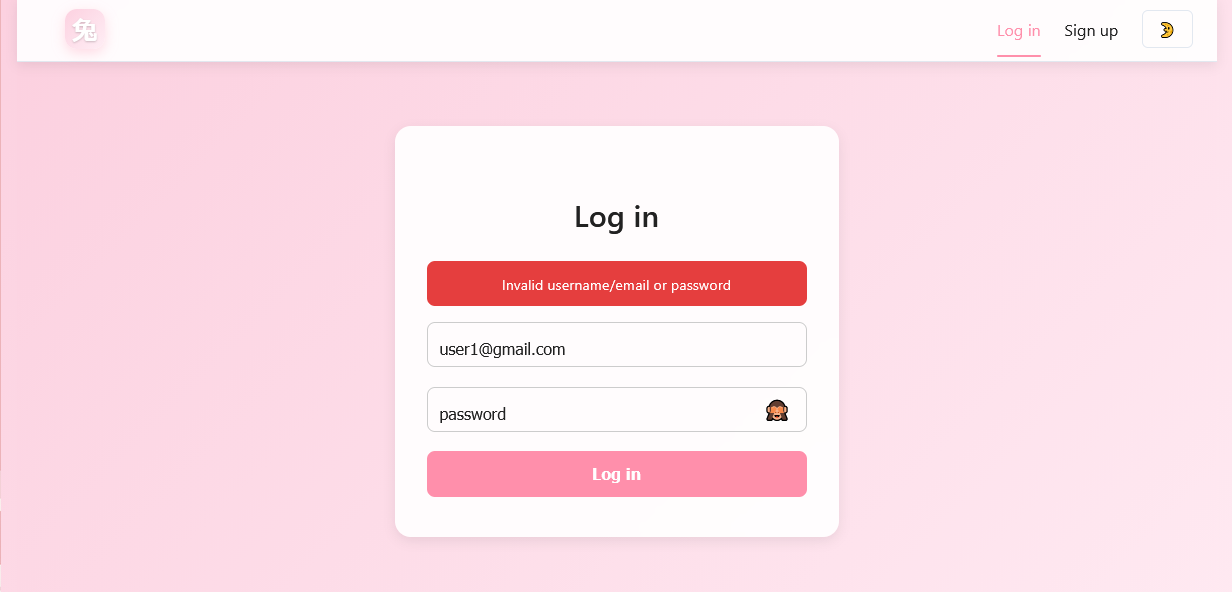 兔
Log in
Sign up
Log in
Invalid username/email or password
user1@gmail.com
password
Log in